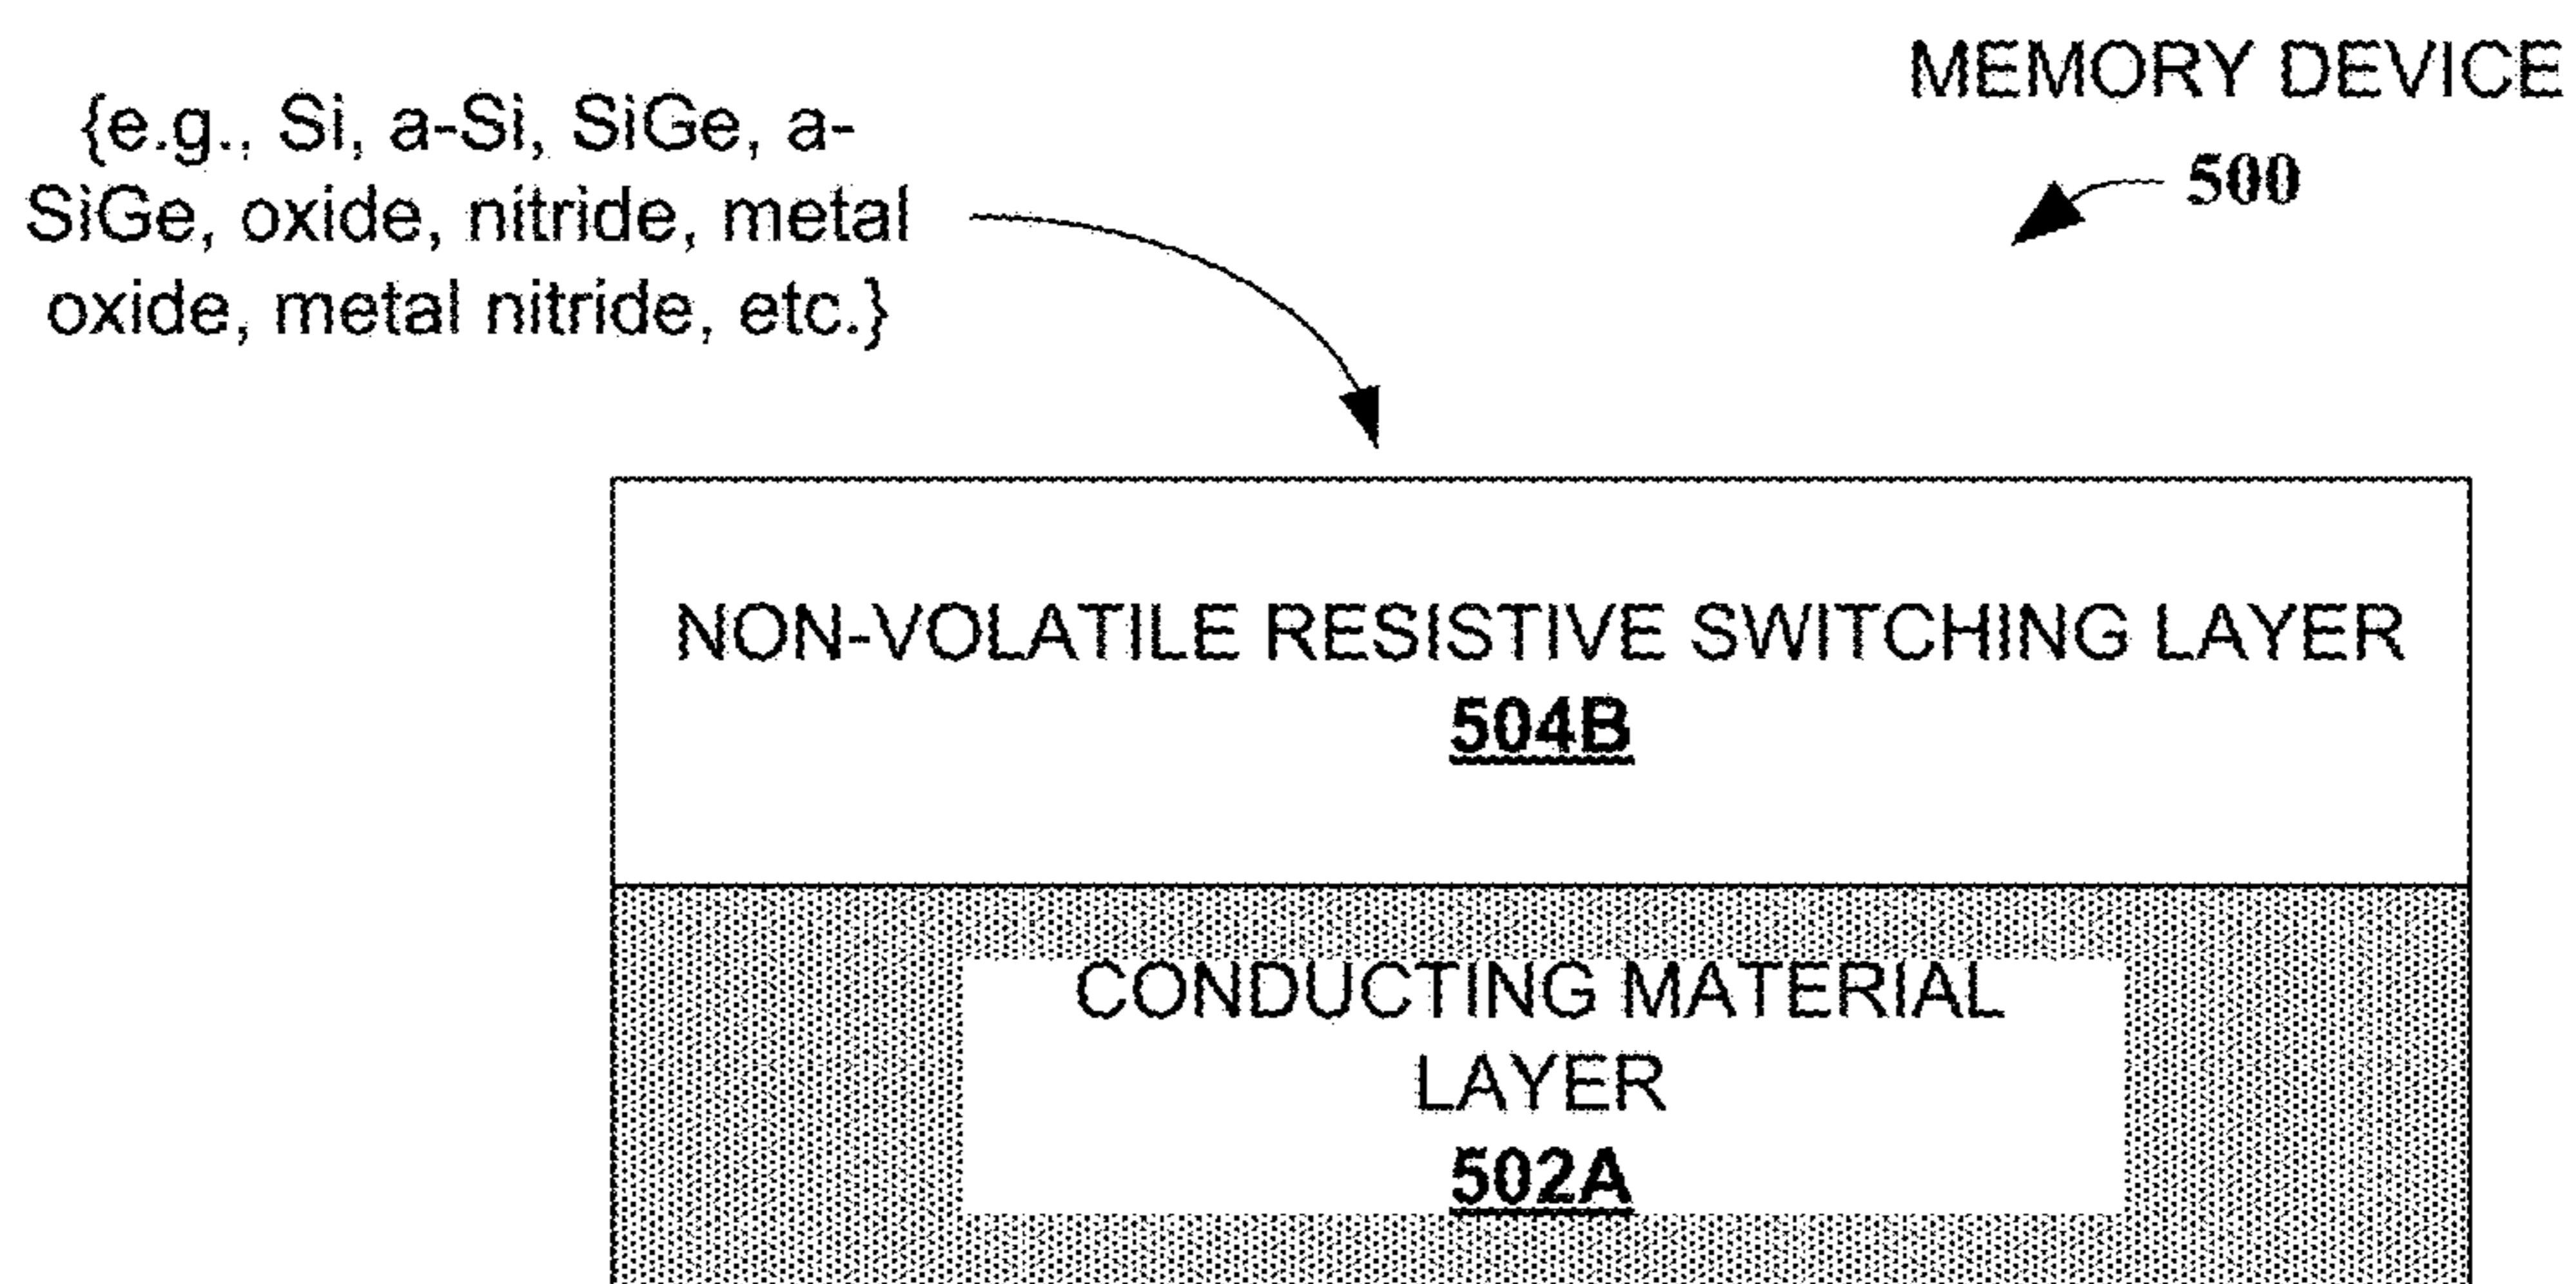 MEMORY DEVICE
500
{e.g., Si, a-Si, SiGe, a-
SiGe, oxide, nitride, metal
oxide, metal nitride, etc.}
NON-VOLATILE RESISTIVE SWITCHING LAYER
504B
CONDUCTING MATERIAL
LAYER
502A